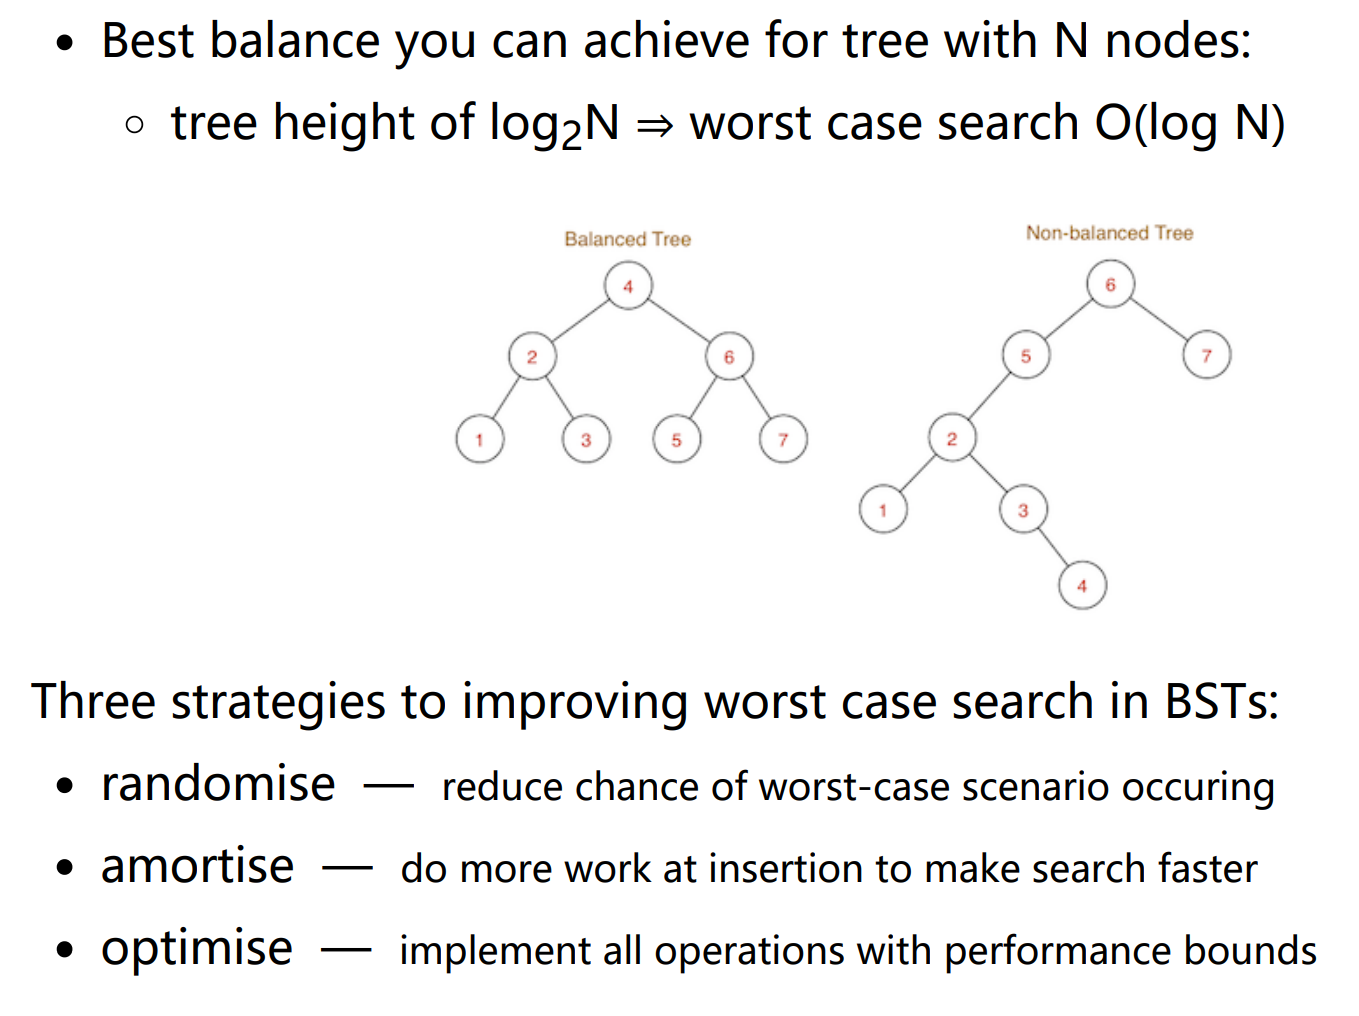 • Best balance you can achieve for tree with N nodes:
○ tree height of log₂N ⇒ worst case search O(log N)
Balanced Tree
4
2 6
1 3 5 7
Non-balanced Tree
6
5 7
2
1 3
4
Three strategies to improving worst case search in BSTs:
• randomise — reduce chance of worst-case scenario occuring
• amortise — do more work at insertion to make search faster
• optimise — implement all operations with performance bounds